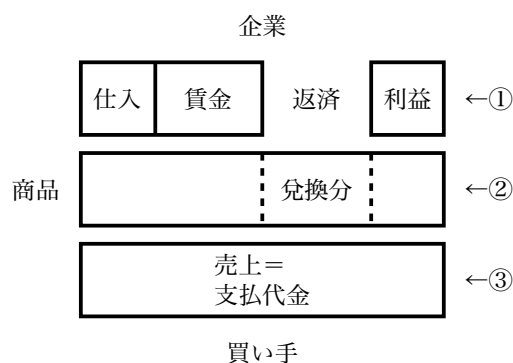 企業
仕入 賃金 返済 利益 ←①
商品 兌換分 ←②
売上＝
支払代金 ←③
買い手